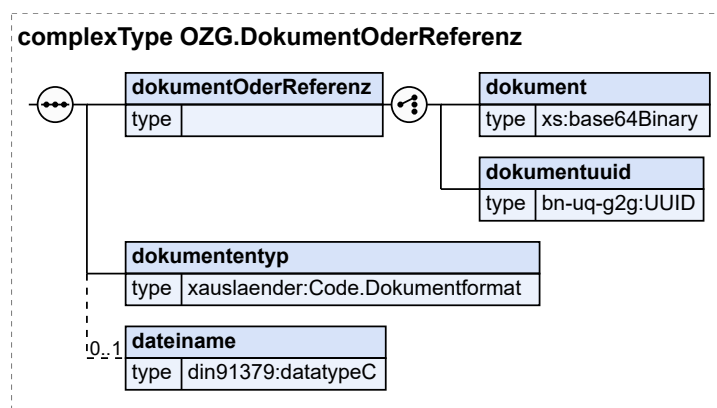 complexType OZG.DokumentOderReferenz
dokumentOderReferenz
type
dokument
type xs:base64Binary
dokumentuuid
type bn-uq-g2g:UUID
dokumententyp
type xauslaender:Code.Dokumentformat
0..1
dateiname
type din91379:datatypeC